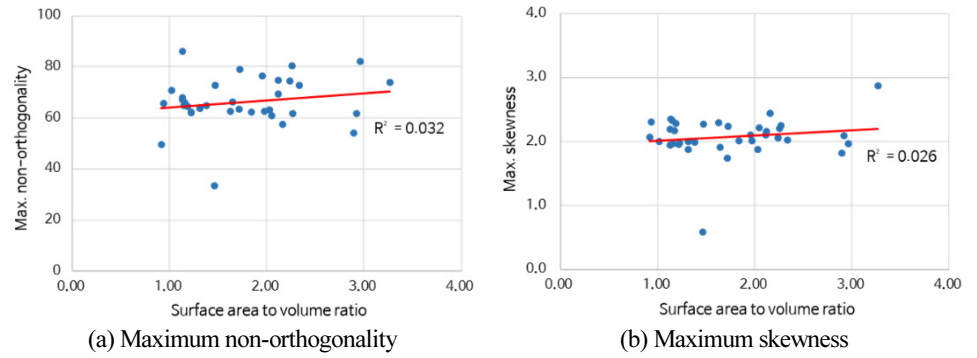 100
80
60
40
20
0
0.00 1.00 2.00 3.00 4.00
Max. non-orthogonality
Surface area to volume ratio
R² = 0.032
(a) Maximum non-orthogonality
4.0
3.0
2.0
1.0
0.0
0.00 1.00 2.00 3.00 4.00
Max. skewness
Surface area to volume ratio
R² = 0.026
(b) Maximum skewness